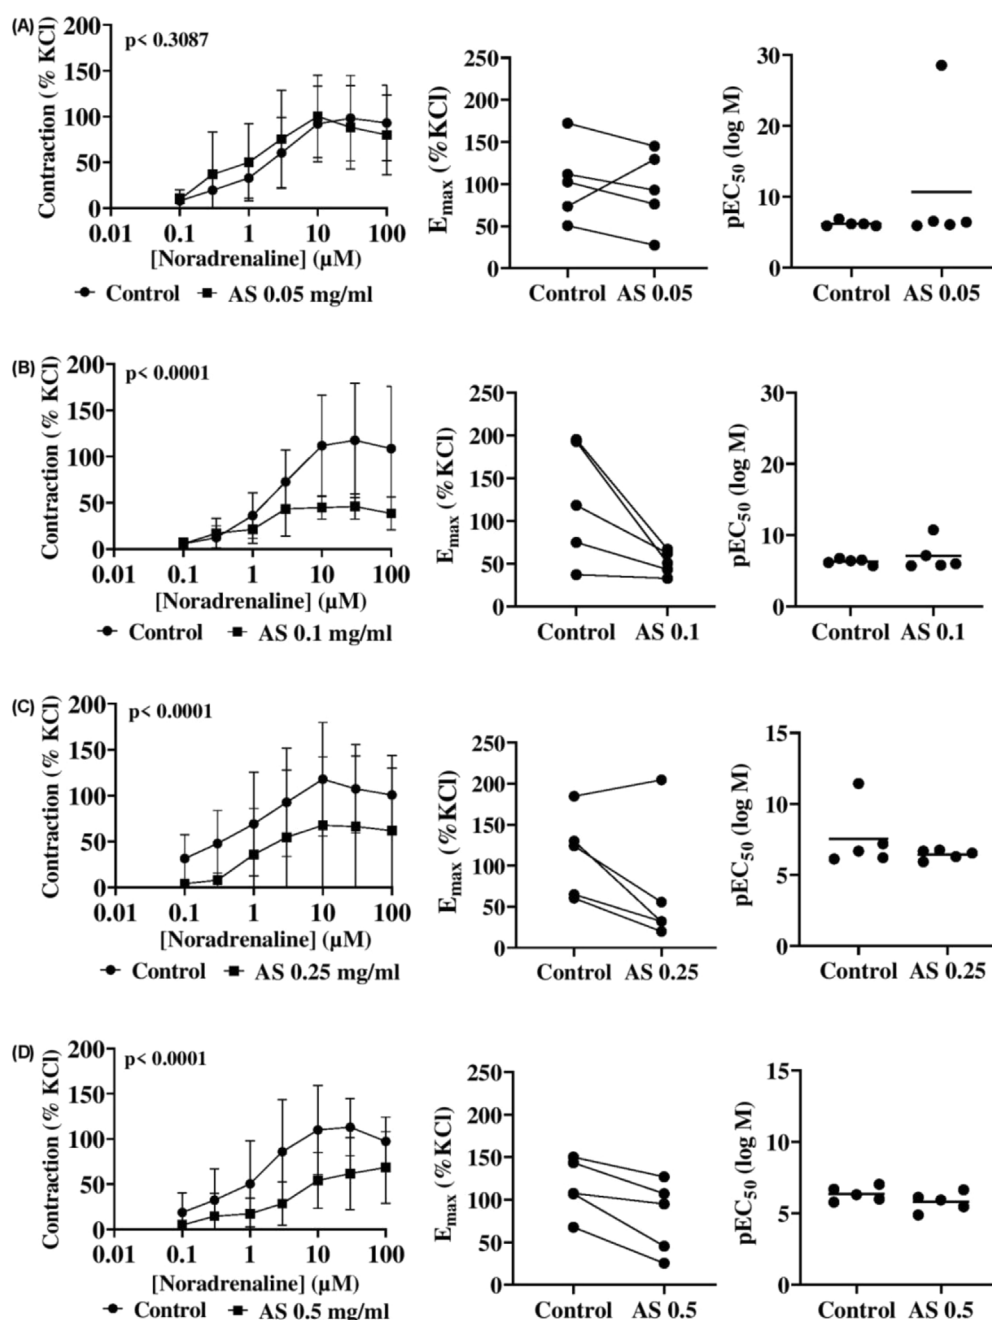 (A)
p< 0.3087
Contraction (% KCl)
200
150
100
50
0
0.01 0.1 1 10 100
[Noradrenaline] (µM)
Control AS 0.05 mg/ml
Emax (%KCl)
250
200
150
100
50
0
Control AS 0.05
pEC50 (log M)
30
20
10
0
Control AS 0.05
(B)
p< 0.0001
Contraction (% KCl)
200
150
100
50
0
0.01 0.1 1 10 100
[Noradrenaline] (µM)
Control AS 0.1 mg/ml
Emax (%KCl)
250
200
150
100
50
0
Control AS 0.1
pEC50 (log M)
30
20
10
0
Control AS 0.1
(C)
p< 0.0001
Contraction (% KCl)
200
150
100
50
0
0.01 0.1 1 10 100
[Noradrenaline] (µM)
Control AS 0.25 mg/ml
Emax (%KCl)
250
200
150
100
50
0
Control AS 0.25
pEC50 (log M)
15
10
5
0
Control AS 0.25
(D)
p< 0.0001
Contraction (% KCl)
200
150
100
50
0
0.01 0.1 1 10 100
[Noradrenaline] (µM)
Control AS 0.5 mg/ml
Emax (%KCl)
250
200
150
100
50
0
Control AS 0.5
pEC50 (log M)
15
10
5
0
Control AS 0.5